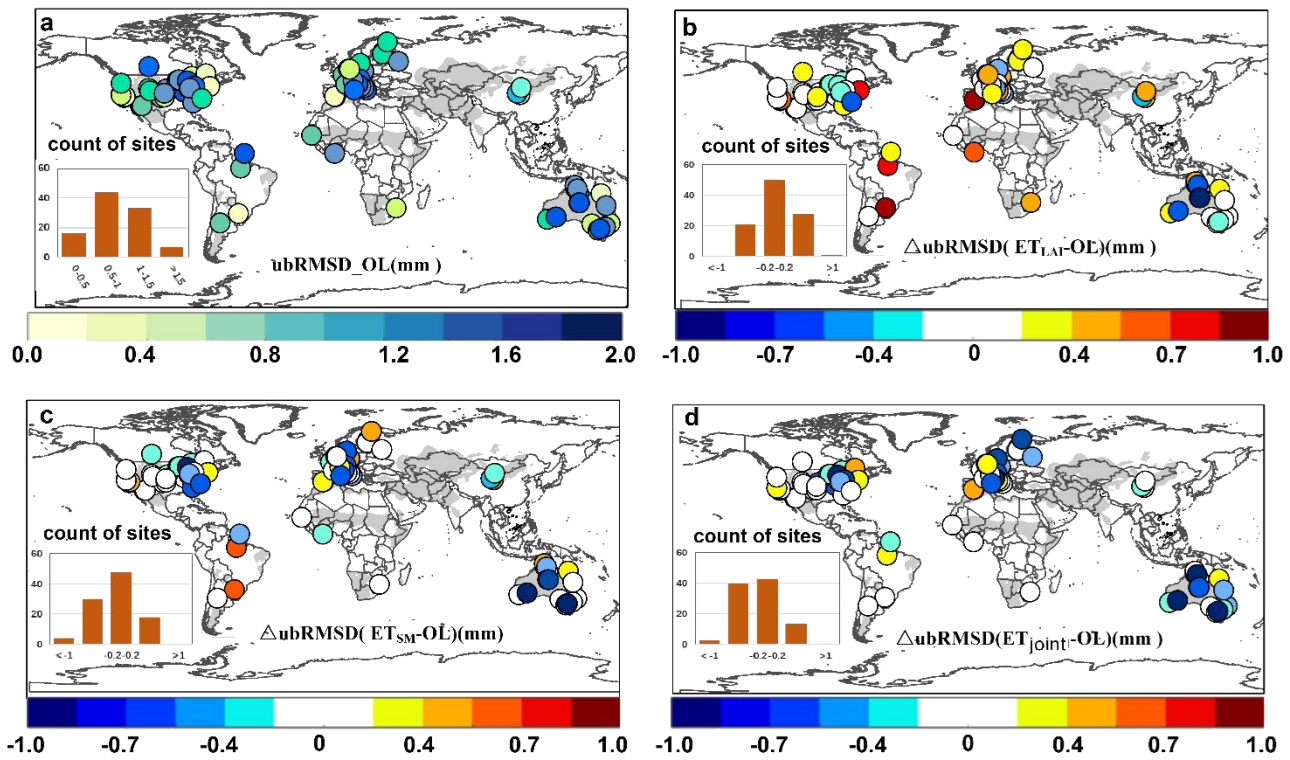 a
count of sites
60
40
20
0
0-0.5
0.5-1
1-1.5
>1.5
ubRMSD_OL(mm )
0.0 0.4 0.8 1.2 1.6 2.0
b
count of sites
60
40
20
0
< -1 -0.2-0.2 >1
△ubRMSD( ETLAI-OL)(mm )
-1.0 -0.7 -0.4 0 0.4 0.7 1.0
c
count of sites
60
40
20
0
< -1 -0.2-0.2 >1
△ubRMSD( ETSM-OL)(mm)
-1.0 -0.7 -0.4 0 0.4 0.7 1.0
d
count of sites
60
40
20
0
< -1 -0.2-0.2 >1
△ubRMSD(ETjoint-OL)(mm )
-1.0 -0.7 -0.4 0 0.4 0.7 1.0